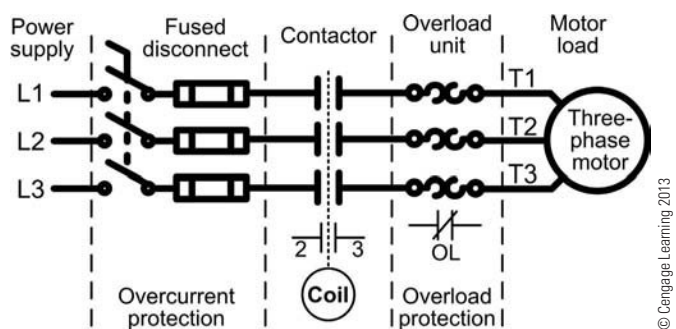 Power
supply
Fused
disconnect
Contactor
Overload
unit
Motor
load
L1
L2
L3
T1
T2
T3
Three-
phase
motor
2
3
OL
Coil
Overcurrent
protection
Overload
protection
© Cengage Learning 2013